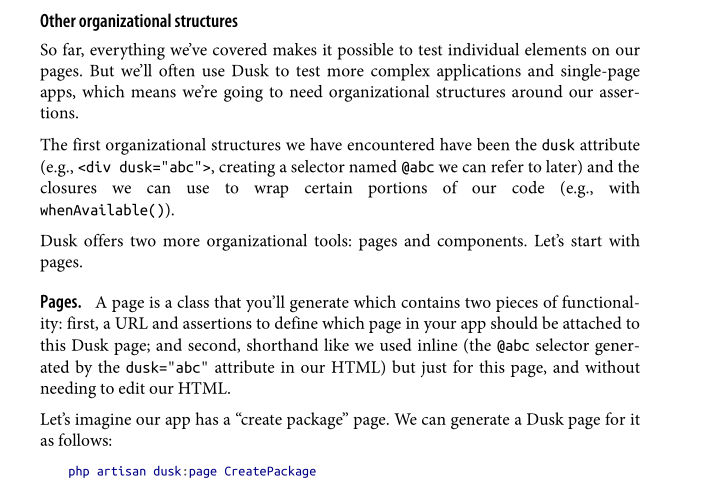 Other organizational structures
So far, everything we've covered makes it possible to test individual elements on our
pages. But we'll often use Dusk to test more complex applications and single-page
apps, which means we're going to need organizational structures around our asser-
tions.
The first organizational structures we have encountered have been the dusk attribute
(e.g., <div dusk="abc">, creating a selector named @abc we can refer to later) and the
closures we can use to wrap certain portions of our code (e.g., with
whenAvailable()).
Dusk offers two more organizational tools: pages and components. Let's start with
pages.
Pages. A page is a class that you'll generate which contains two pieces of functional-
ity: first, a URL and assertions to define which page in your app should be attached to
this Dusk page; and second, shorthand like we used inline (the @abc selector gener-
ated by the dusk="abc" attribute in our HTML) but just for this page, and without
needing to edit our HTML.
Let's imagine our app has a “create package” page. We can generate a Dusk page for it
as follows:
php artisan dusk:page CreatePackage